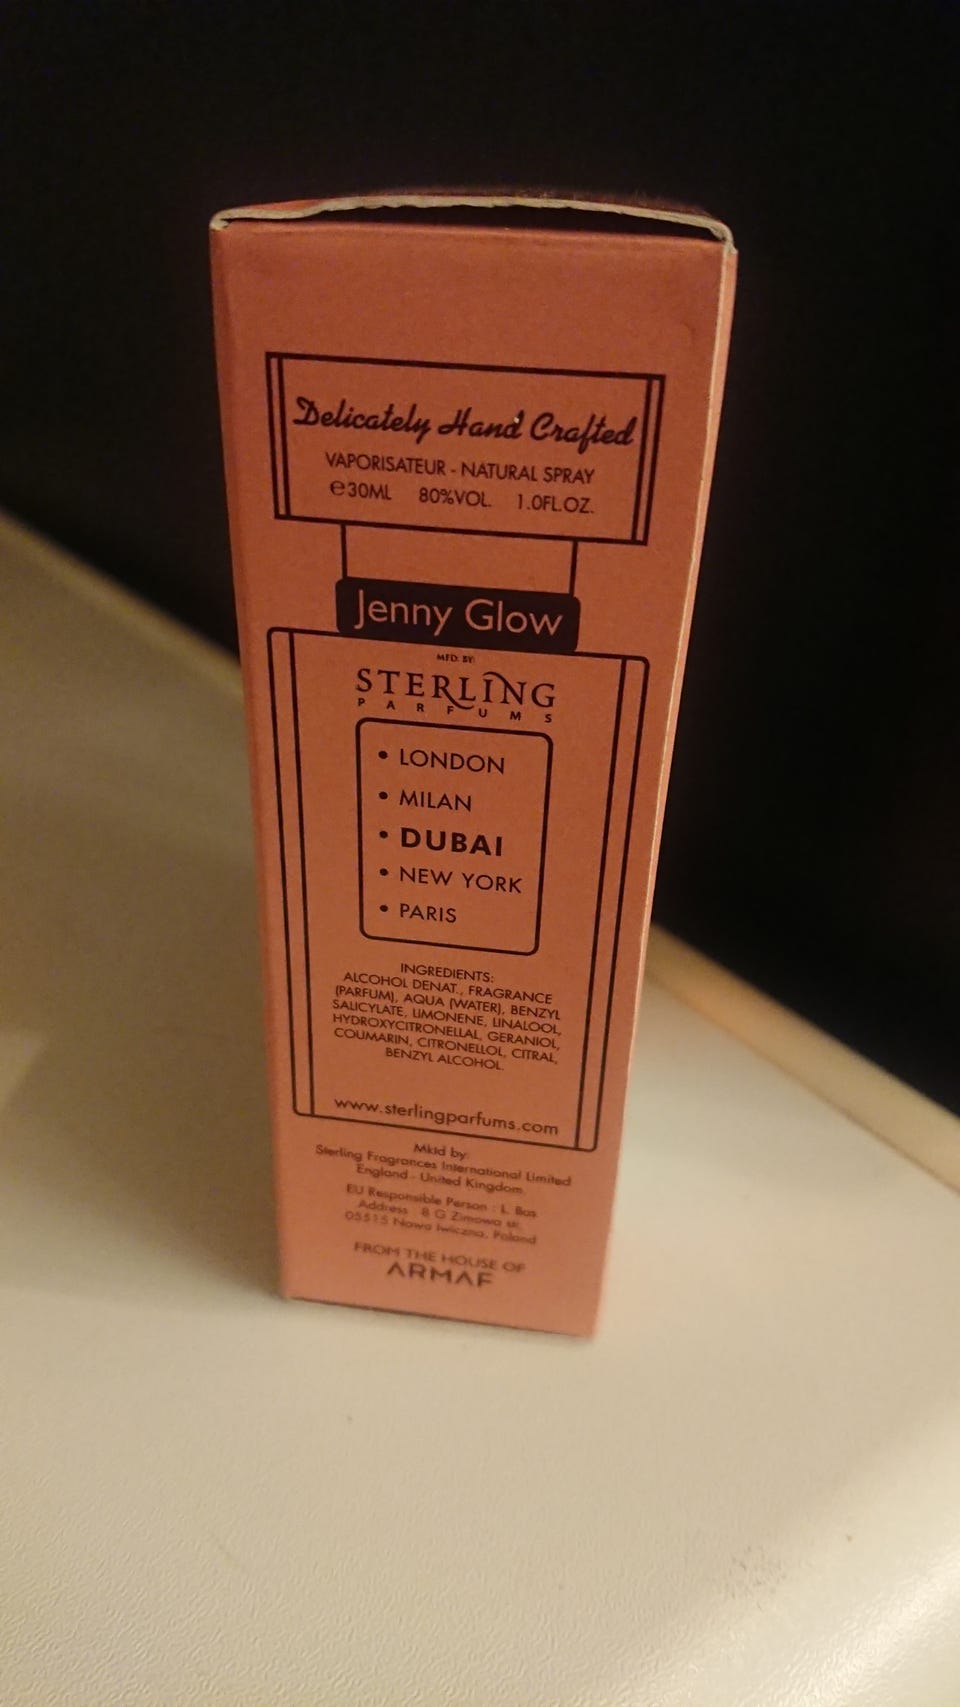 Delicately Hand Crafted
VAPORISATEUR - NATURAL SPRAY
℮30ML 80%VOL. 1.0FL.OZ.
Jenny Glow
MFD. BY:
STERLING
PARFUMS
• LONDON
• MILAN
• DUBAI
• NEW YORK
• PARIS
INGREDIENTS:
ALCOHOL DENAT., FRAGRANCE
(PARFUM), AQUA (WATER), BENZYL
SALICYLATE, LIMONENE, LINALOOL,
HYDROXYCITRONELLAL, GERANIOL,
COUMARIN, CITRONELLOL, CITRAL,
BENZYL ALCOHOL.
www.sterlingparfums.com
Mktd by:
Sterling Fragrances International Limited
England - United Kingdom.
EU Responsible Person : L. Bas
Address : 8 G Zimowa str.
05515 Nowa Iwiczna, Poland
FROM THE HOUSE OF
ARMAF